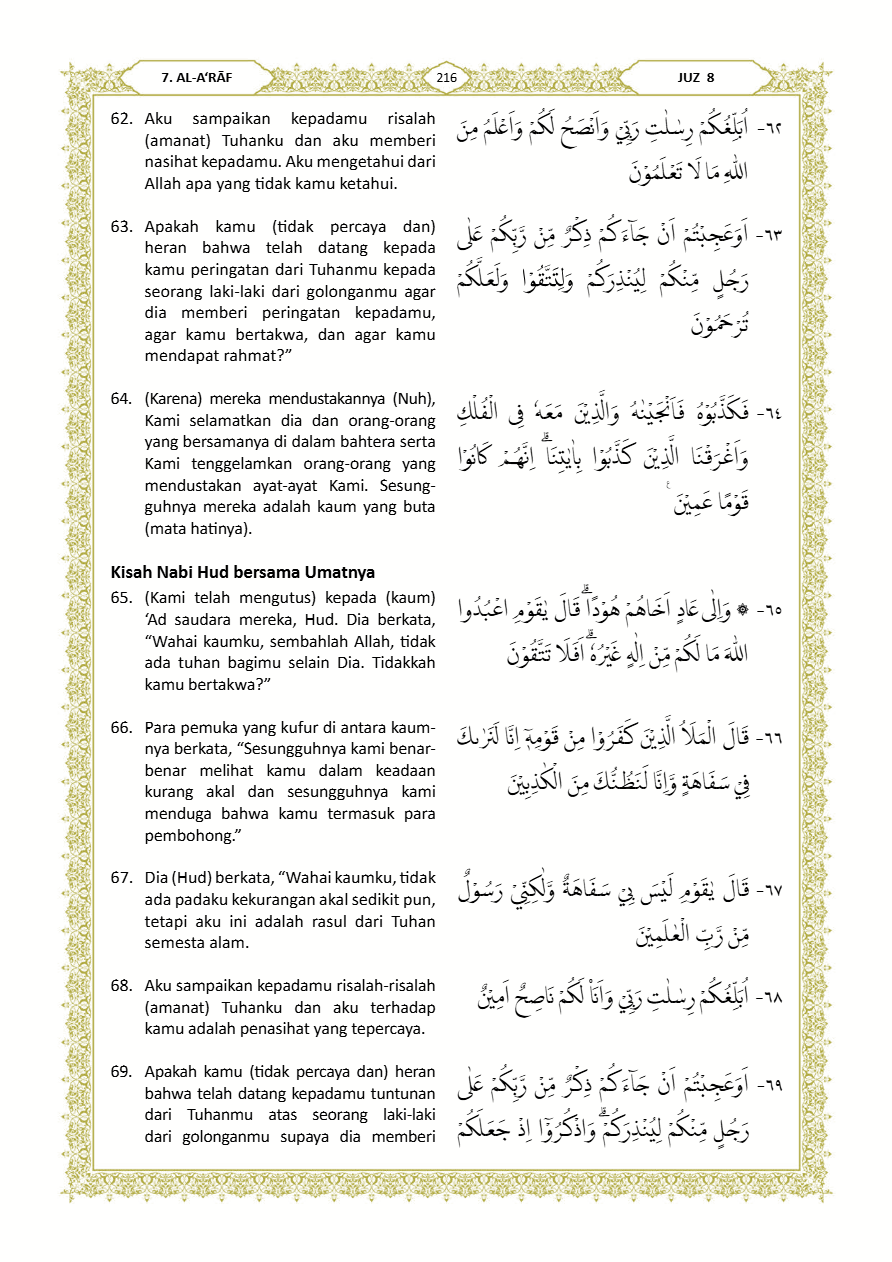 7. AL-A‘RĀF
216
JUZ 8
62. Aku sampaikan kepadamu risalah
(amanat) Tuhanku dan aku memberi
nasihat kepadamu. Aku mengetahui dari
Allah apa yang tidak kamu ketahui.
٦٢- اُبَلِّغُكُمْ رِسٰلٰتِ رَبِّيْ وَاَنْصَحُ لَكُمْ وَاَعْلَمُ مِنَ
اللّٰهِ مَا لَا تَعْلَمُوْنَ
63. Apakah kamu (tidak percaya dan)
heran bahwa telah datang kepada
kamu peringatan dari Tuhanmu kepada
seorang laki-laki dari golonganmu agar
dia memberi peringatan kepadamu,
agar kamu bertakwa, dan agar kamu
mendapat rahmat?”
٦٣- اَوَعَجِبْتُمْ اَنْ جَاۤءَكُمْ ذِكْرٌ مِّنْ رَّبِّكُمْ عَلٰى
رَجُلٍ مِّنْكُمْ لِيُنْذِرَكُمْ وَلِتَتَّقُوْا وَلَعَلَّكُمْ
تُرْحَمُوْنَ
64. (Karena) mereka mendustakannya (Nuh),
Kami selamatkan dia dan orang-orang
yang bersamanya di dalam bahtera serta
Kami tenggelamkan orang-orang yang
mendustakan ayat-ayat Kami. Sesung-
guhnya mereka adalah kaum yang buta
(mata hatinya).
٦٤- فَكَذَّبُوْهُ فَاَنْجَيْنٰهُ وَالَّذِيْنَ مَعَهٗ فِى الْفُلْكِ
وَاَغْرَقْنَا الَّذِيْنَ كَذَّبُوْا بِاٰيٰتِنَاۗ اِنَّهُمْ كَانُوْا
قَوْمًا عَمِيْنَ ࣖ
Kisah Nabi Hud bersama Umatnya
65. (Kami telah mengutus) kepada (kaum)
‘Ad saudara mereka, Hud. Dia berkata,
“Wahai kaumku, sembahlah Allah, tidak
ada tuhan bagimu selain Dia. Tidakkah
kamu bertakwa?”
٦٥- ۞ وَاِلٰى عَادٍ اَخَاهُمْ هُوْدًاۗ قَالَ يٰقَوْمِ اعْبُدُوا
اللّٰهَ مَا لَكُمْ مِّنْ اِلٰهٍ غَيْرُهٗۗ اَفَلَا تَتَّقُوْنَ
66. Para pemuka yang kufur di antara kaum-
nya berkata, “Sesungguhnya kami benar-
benar melihat kamu dalam keadaan
kurang akal dan sesungguhnya kami
menduga bahwa kamu termasuk para
pembohong.”
٦٦- قَالَ الْمَلَاُ الَّذِيْنَ كَفَرُوْا مِنْ قَوْمِهٖٓ اِنَّا لَنَرٰىكَ
فِيْ سَفَاهَةٍ وَّاِنَّا لَنَظُنُّكَ مِنَ الْكٰذِبِيْنَ
67. Dia (Hud) berkata, “Wahai kaumku, tidak
ada padaku kekurangan akal sedikit pun,
tetapi aku ini adalah rasul dari Tuhan
semesta alam.
٦٧- قَالَ يٰقَوْمِ لَيْسَ بِيْ سَفَاهَةٌ وَّلٰكِنِّيْ رَسُوْلٌ
مِّنْ رَّبِّ الْعٰلَمِيْنَ
68. Aku sampaikan kepadamu risalah-risalah
(amanat) Tuhanku dan aku terhadap
kamu adalah penasihat yang tepercaya.
٦٨- اُبَلِّغُكُمْ رِسٰلٰتِ رَبِّيْ وَاَنَا۠ لَكُمْ نَاصِحٌ اَمِيْنٌ
69. Apakah kamu (tidak percaya dan) heran
bahwa telah datang kepadamu tuntunan
dari Tuhanmu atas seorang laki-laki
dari golonganmu supaya dia memberi
٦٩- اَوَعَجِبْتُمْ اَنْ جَاۤءَكُمْ ذِكْرٌ مِّنْ رَّبِّكُمْ عَلٰى
رَجُلٍ مِّنْكُمْ لِيُنْذِرَكُمْۗ وَاذْكُرُوْٓا اِذْ جَعَلَكُمْ